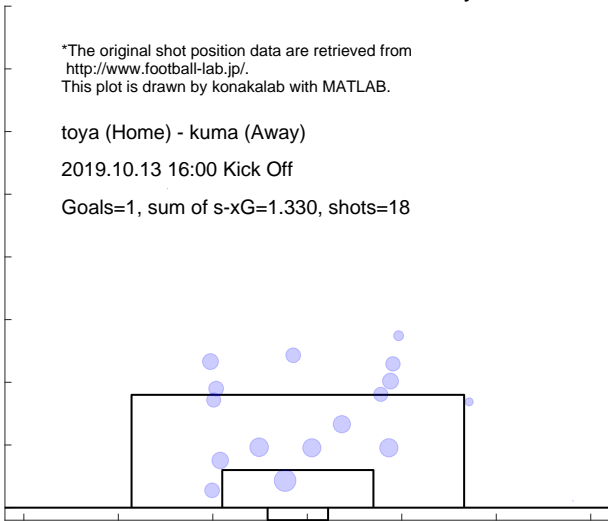 *The original shot position data are retrieved from
http://www.football-lab.jp/.
This plot is drawn by konakalab with MATLAB.
toya (Home) - kuma (Away)
2019.10.13 16:00 Kick Off
Goals=1, sum of s-xG=1.330, shots=18